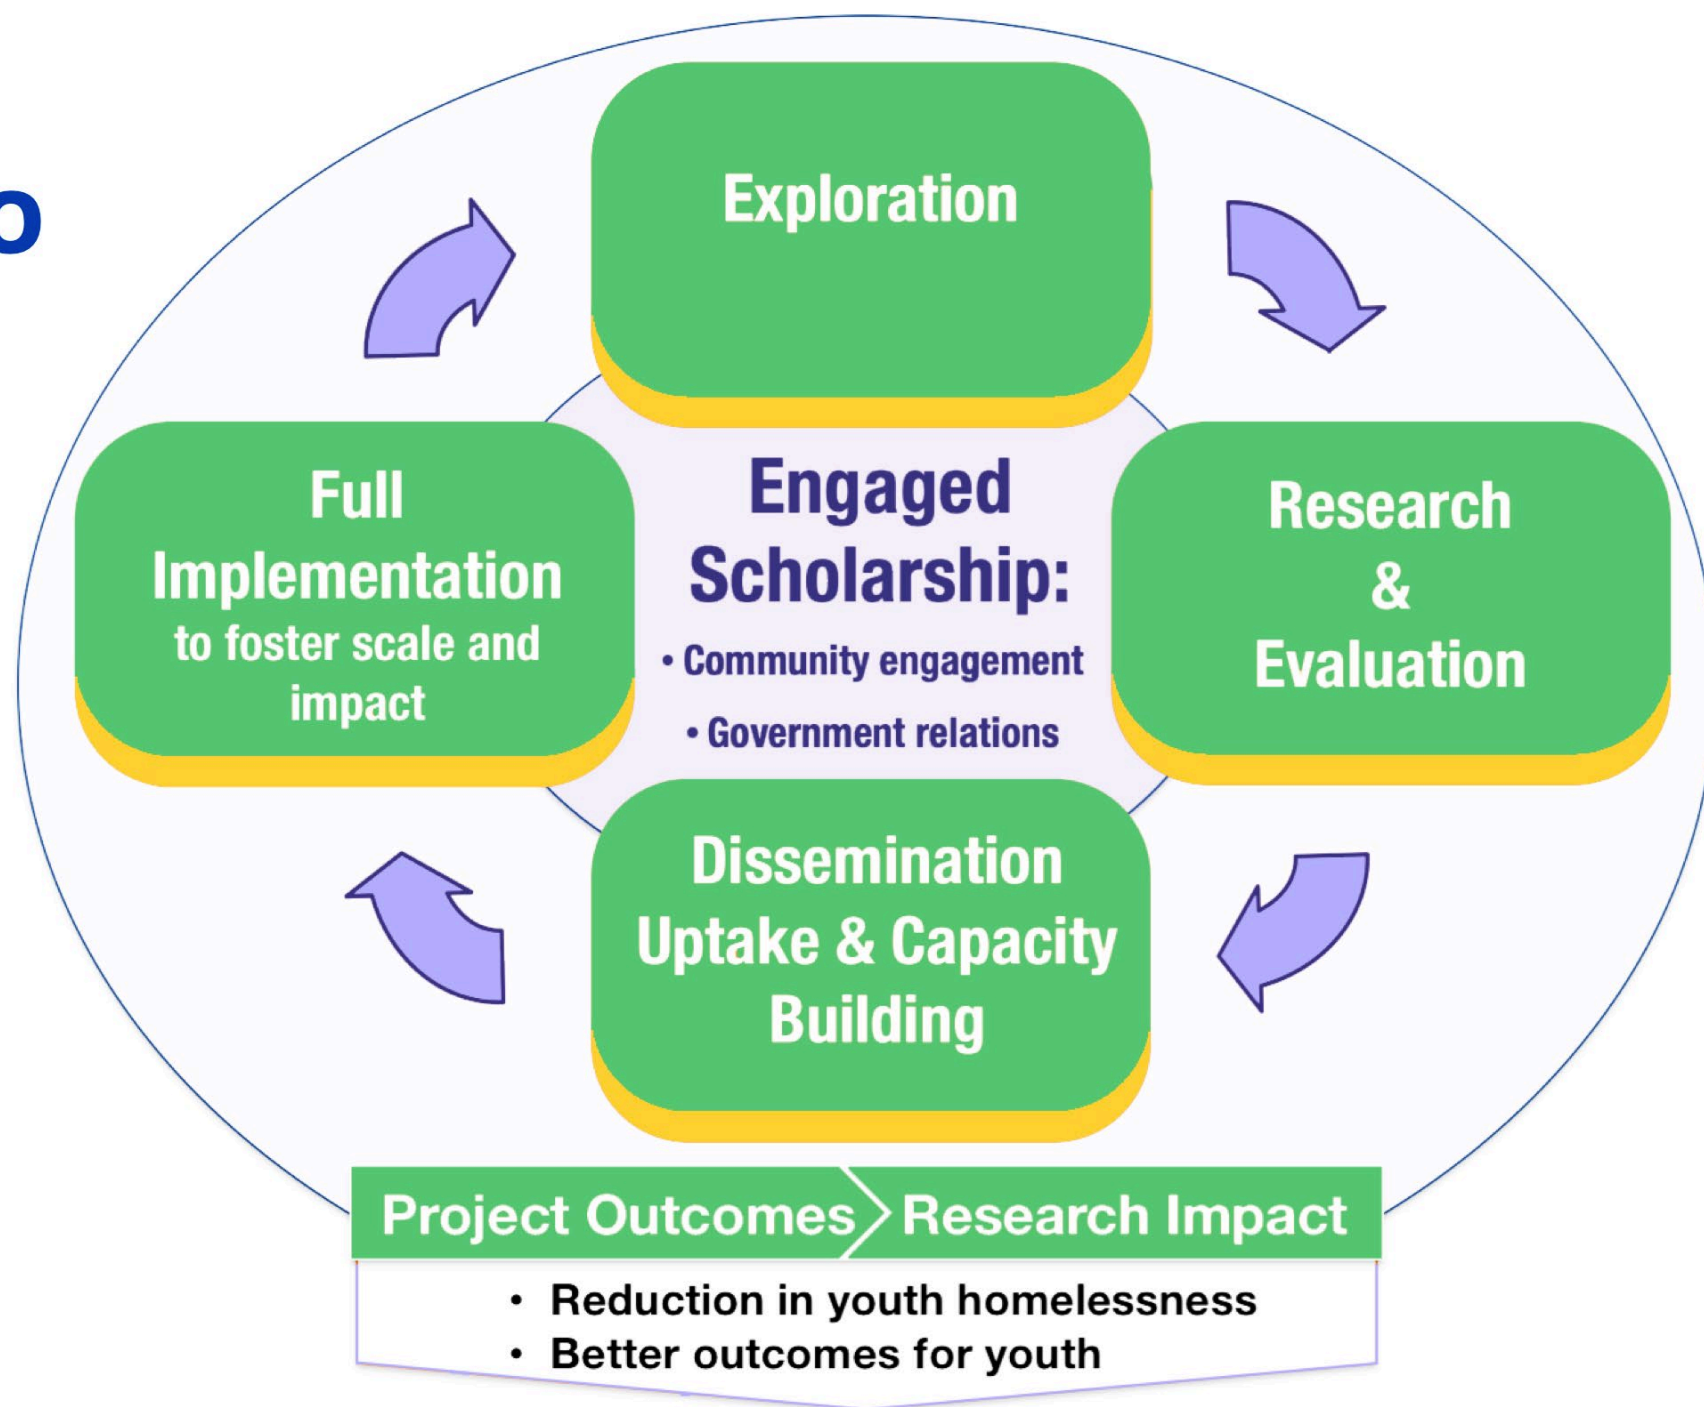 o
Exploration
Full
Implementation
to foster scale and
impact
Engaged
Scholarship:
• Community engagement
• Government relations
Research
&
Evaluation
Dissemination
Uptake & Capacity
Building
Project Outcomes
Research Impact
• Reduction in youth homelessness
• Better outcomes for youth